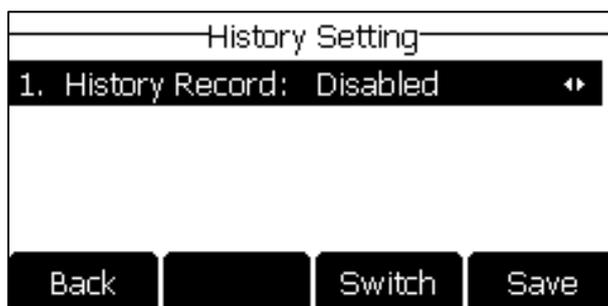 History Setting
1. History Record: Disabled
Back Switch Save